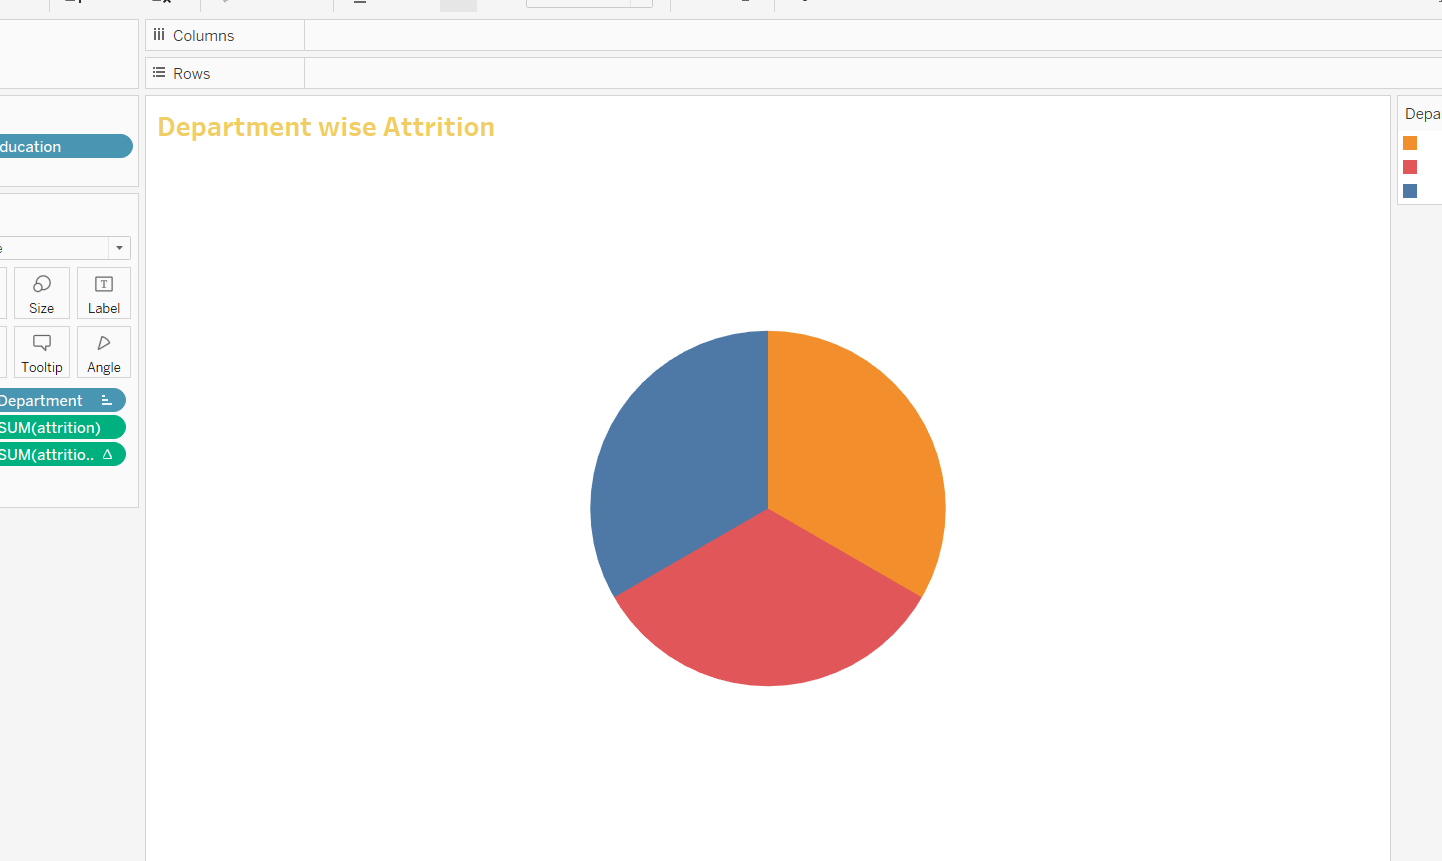 Columns
Rows
Department wise Attrition
ducation
Size
Label
Tooltip
Angle
Department
SUM(attrition)
SUM(attritio..
Depa